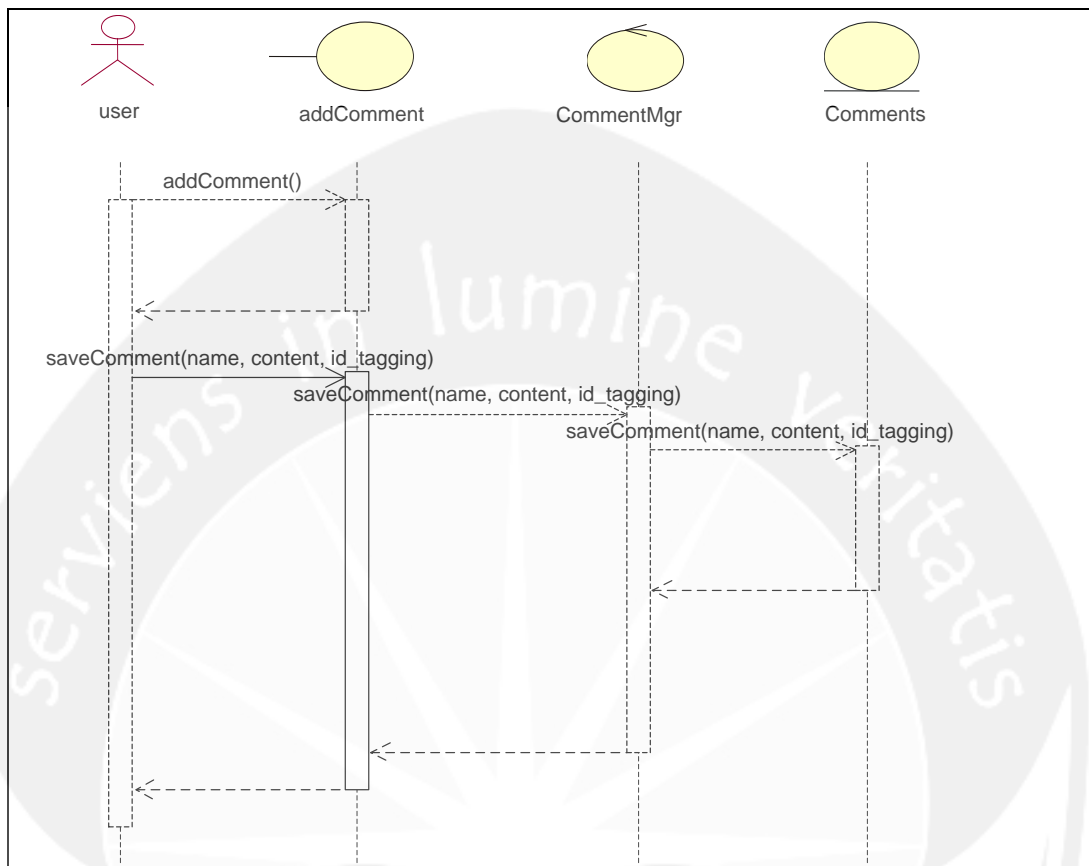 user
addComment
CommentMgr
Comments
addComment()
saveComment(name, content, id_tagging)
saveComment(name, content, id_tagging)
saveComment(name, content, id_tagging)
serviens in lumine veritatis